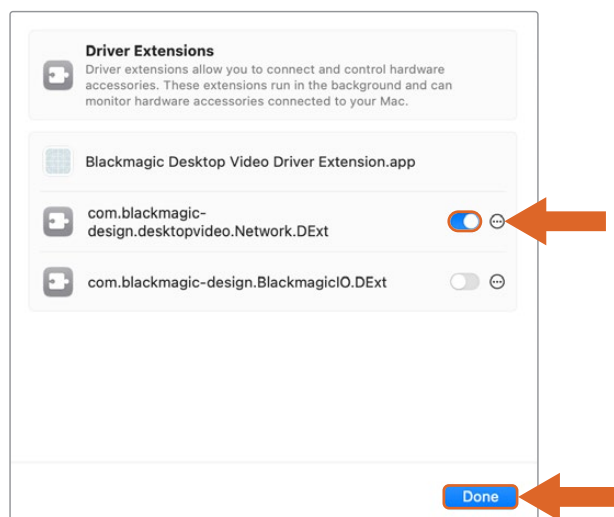 Driver Extensions
Driver extensions allow you to connect and control hardware
accessories. These extensions run in the background and can
monitor hardware accessories connected to your Mac.
Blackmagic Desktop Video Driver Extension.app
com.blackmagic-
design.desktopvideo.Network.DExt
com.blackmagic-design.BlackmagicIO.DExt
Done